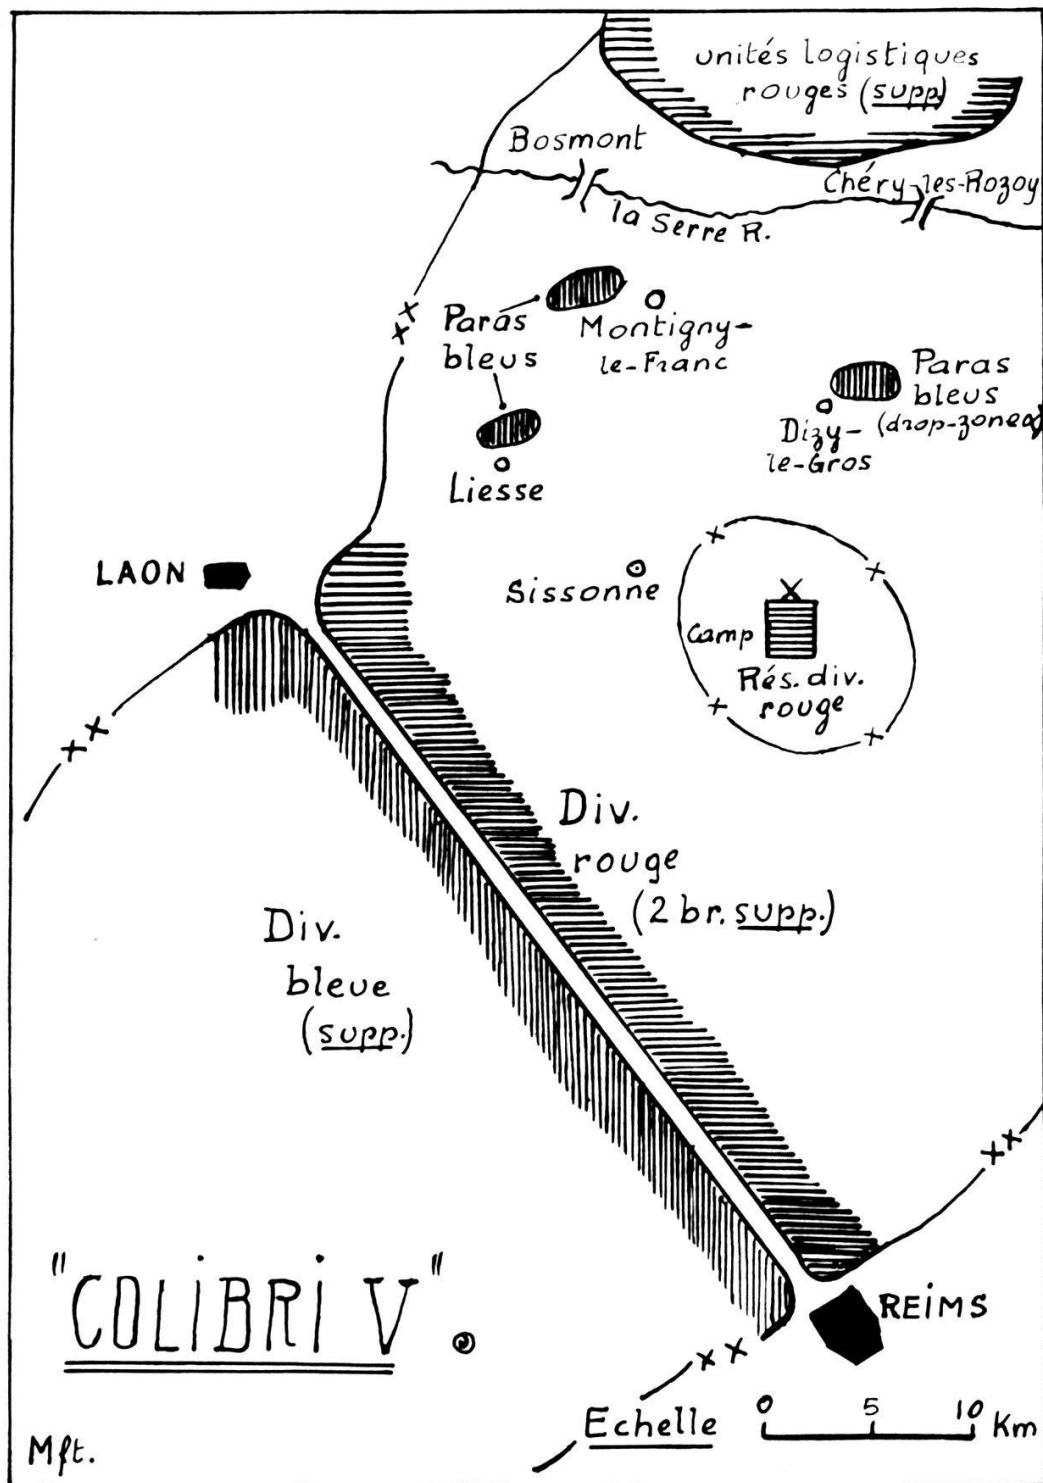 unités logistiques
rouges (supp)
Bosmont
Chéry-les-Rozoy
la Serre R.
Paras
bleus
Montigny-
le-Franc
Paras
bleus
(drop-zone α)
Dizy-
le-Gros
Liesse
LAON
Sissonne
Camp
Rés. div.
rouge
Div.
rouge
(2 br. supp.)
Div.
bleue
(supp.)
"COLIBRI V"
REIMS
Echelle
0 5 10 Km
Mft.